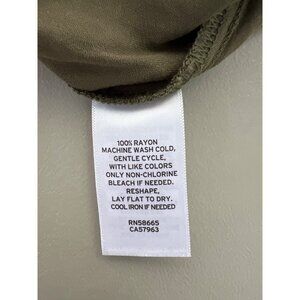 100% RAYON
MACHINE WASH COLD,
GENTLE CYCLE,
WITH LIKE COLORS
ONLY NON-CHLORINE
BLEACH IF NEEDED.
RESHAPE,
LAY FLAT TO DRY.
COOL IRON IF NEEDED
RN58665
CA57963